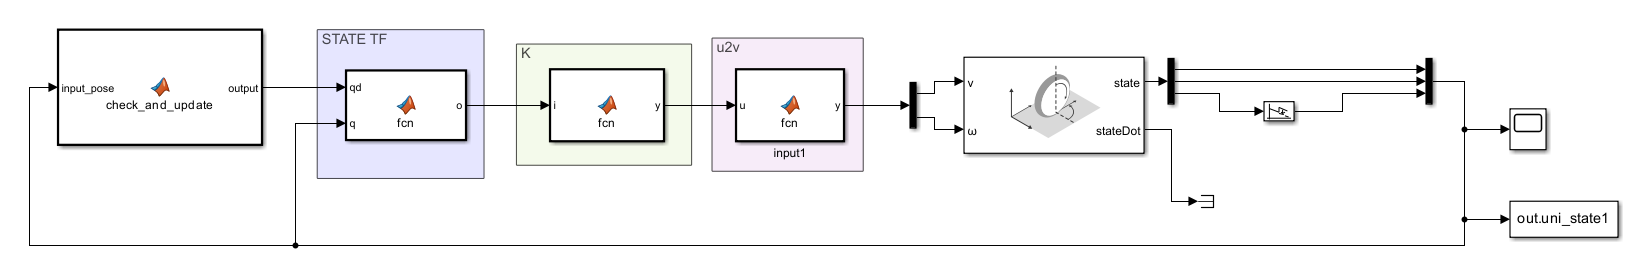 STATE TF
K
u2v
input_pose
output
check_and_update
qd
q
o
fcn
i
y
fcn
u
y
fcn
input1
v
ω
state
stateDot
out.uni_state1